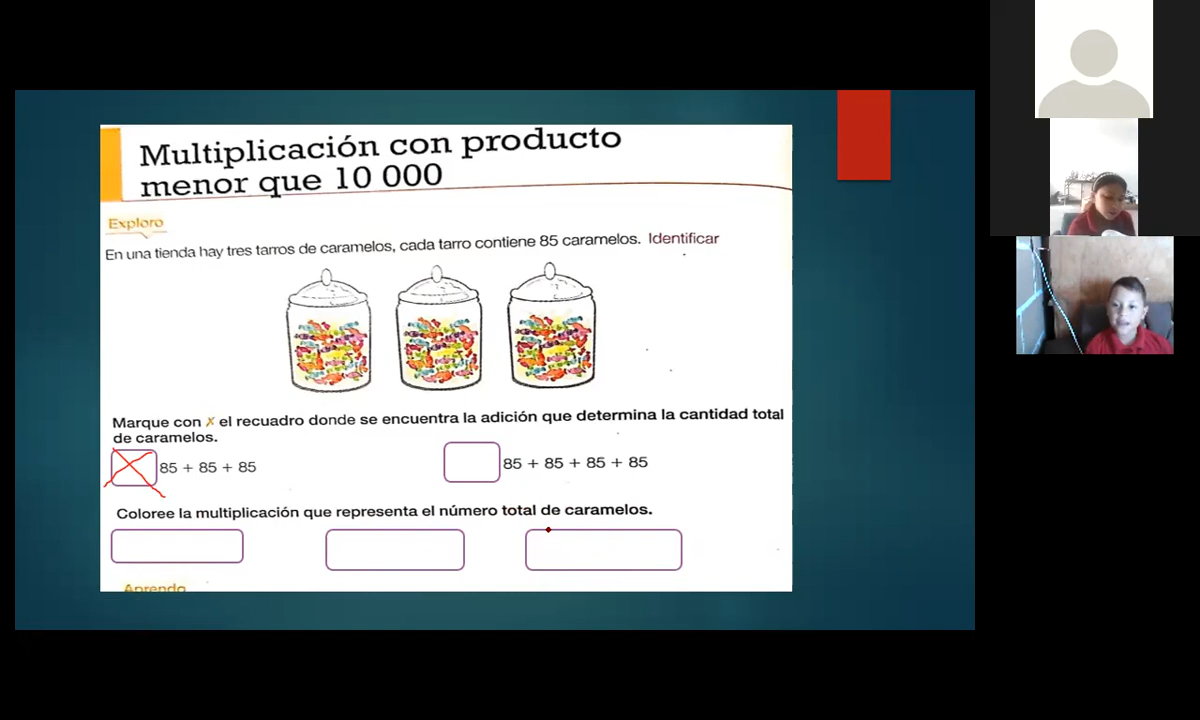 Multiplicación con producto
menor que 10 000
Exploro
En una tienda hay tres tarros de caramelos, cada tarro contiene 85 caramelos. Identificar
Marque con X el recuadro donde se encuentra la adición que determina la cantidad total
de caramelos.
85 + 85 + 85
85 + 85 + 85 + 85
Coloree la multiplicación que representa el número total de caramelos.
Aprendo